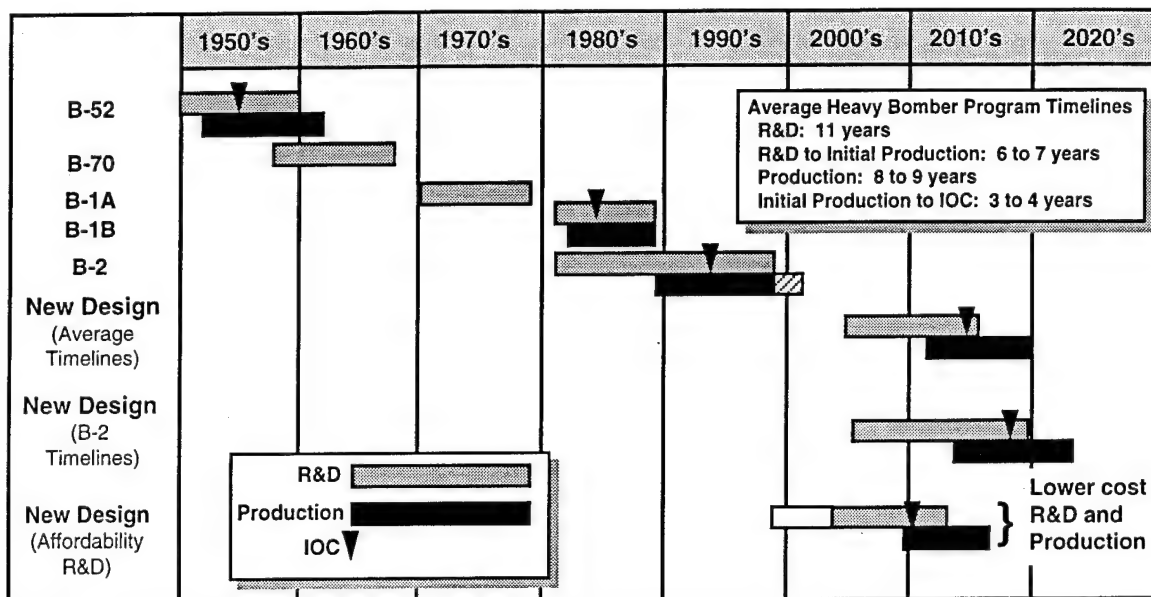 1950's 1960's 1970's 1980's 1990's 2000's 2010's 2020's
B-52
B-70
B-1A
B-1B
B-2
New Design
(Average
Timelines)
New Design
(B-2
Timelines)
New Design
(Affordability
R&D)
Average Heavy Bomber Program Timelines
R&D: 11 years
R&D to Initial Production: 6 to 7 years
Production: 8 to 9 years
Initial Production to IOC: 3 to 4 years
R&D
Production
IOC
Lower cost
R&D and
Production